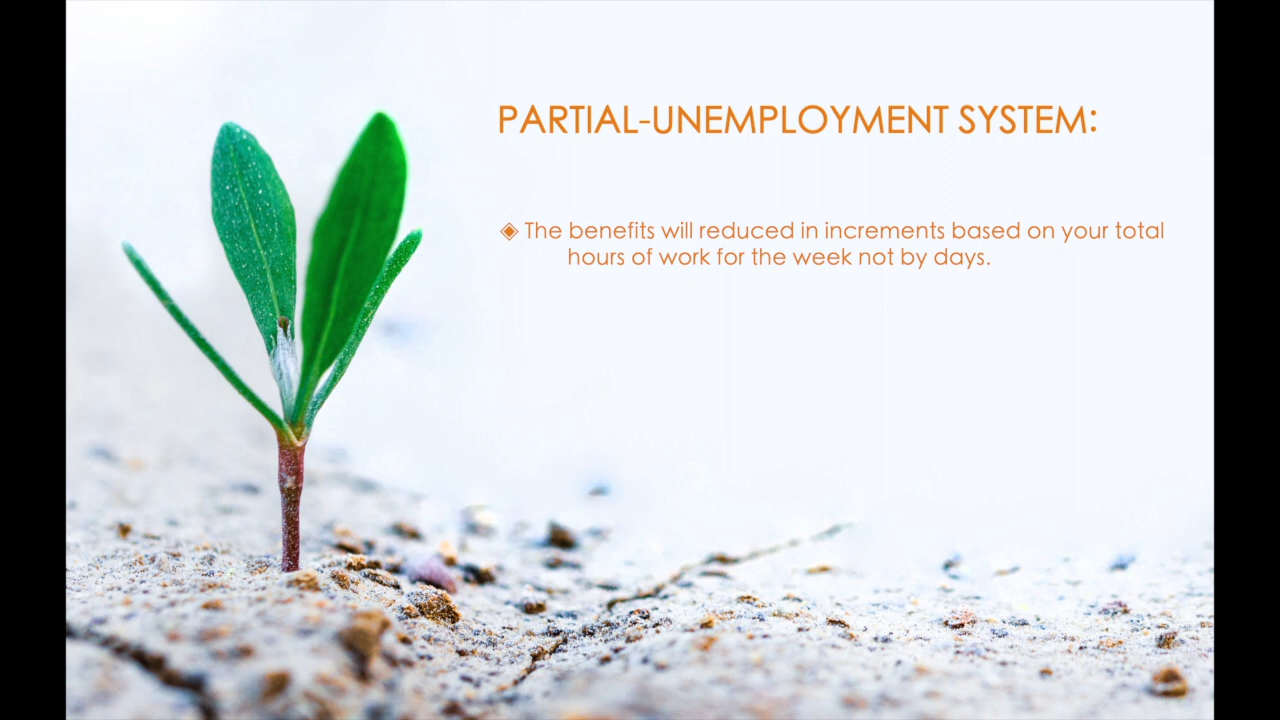 PARTIAL-UNEMPLOYMENT SYSTEM:
The benefits will reduced in increments based on your total
hours of work for the week not by days.